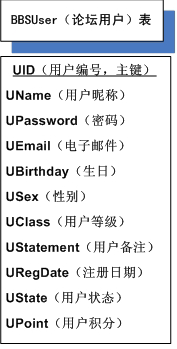 BBSUser（论坛用户）表
UID（用户编号，主键）
UName（用户昵称）
UPassword（密码）
UEmail（电子邮件）
UBirthday（生日）
USex（性别）
UClass（用户等级）
UStatement（用户备注）
URegDate（注册日期）
UState（用户状态）
UPoint（用户积分）